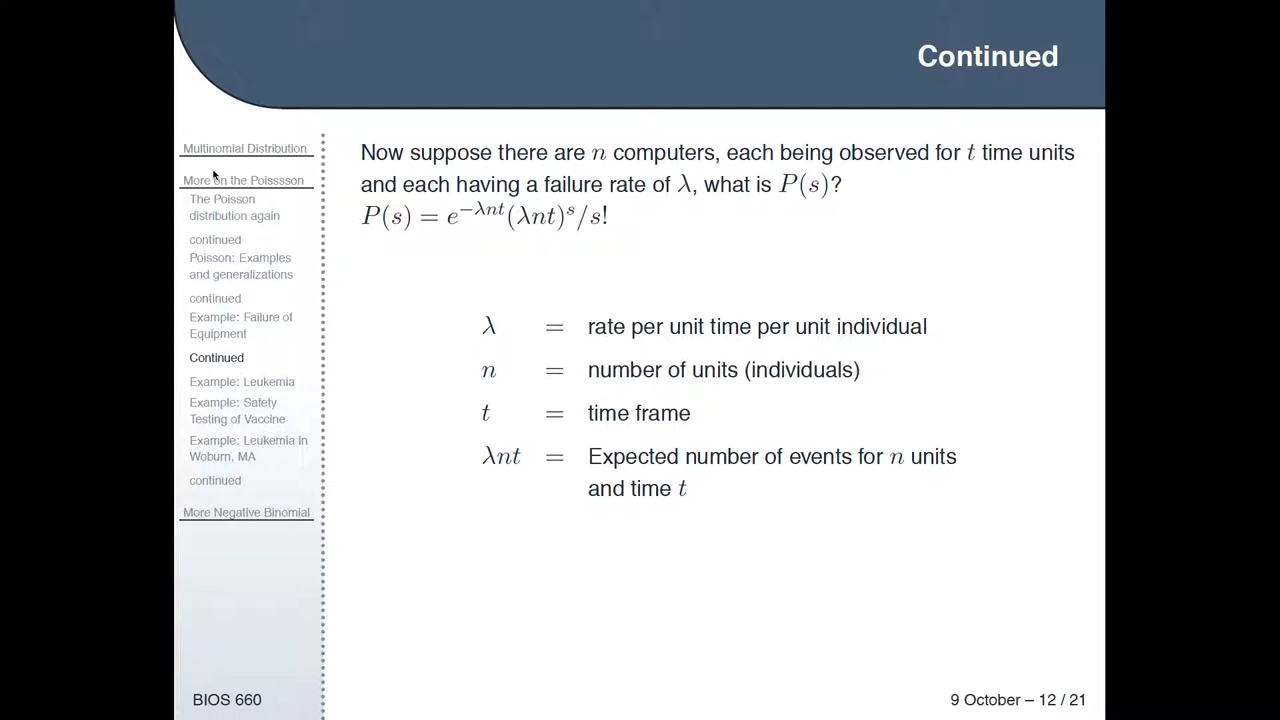 Continued
Multinomial Distribution
More on the Poissson
The Poisson
distribution again
continued
Poisson: Examples
and generalizations
continued
Example: Failure of
Equipment
Continued
Example: Leukemia
Example: Safety
Testing of Vaccine
Example: Leukemia in
Woburn, MA
continued
More Negative Binomial
Now suppose there are n computers, each being observed for t time units
and each having a failure rate of λ, what is P(s)?
P(s) = e^{−λnt}(λnt)^s/s!
λ = rate per unit time per unit individual
n = number of units (individuals)
t = time frame
λnt = Expected number of events for n units
and time t
BIOS 660
9 October – 12 / 21